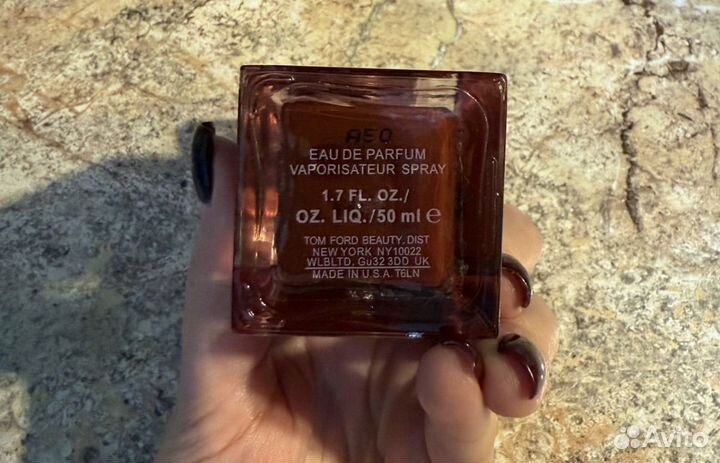 A50
EAU DE PARFUM
VAPORISATEUR SPRAY
1.7 FL. OZ./
OZ. LIQ./50 ml e
TOM FORD BEAUTY, DIST
NEW YORK NY10022
WLBLTD, Gu32 3DD UK
MADE IN U.S.A. T6LN
Avito